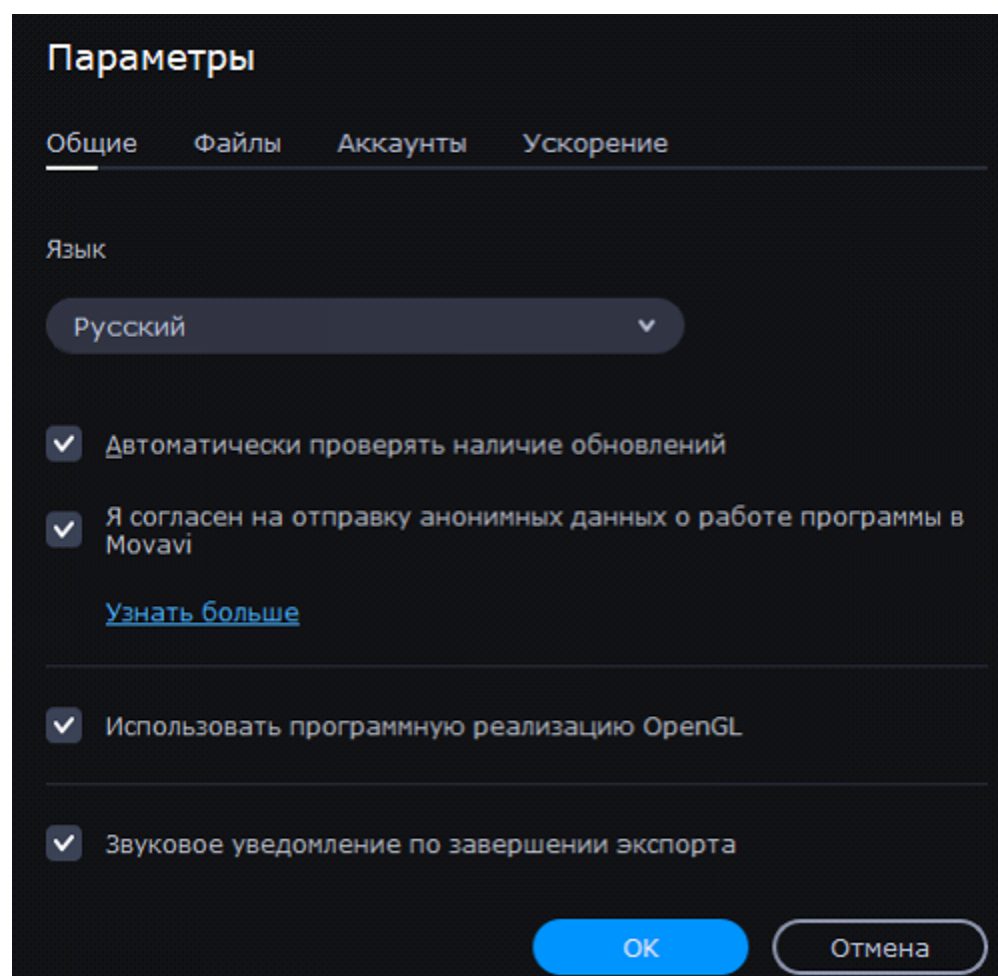 Параметры
Общие Файлы Аккаунты Ускорение
Язык
Русский
Автоматически проверять наличие обновлений
Я согласен на отправку анонимных данных о работе программы в
Movavi
Узнать больше
Использовать программную реализацию OpenGL
Звуковое уведомление по завершении экспорта
OK Отмена